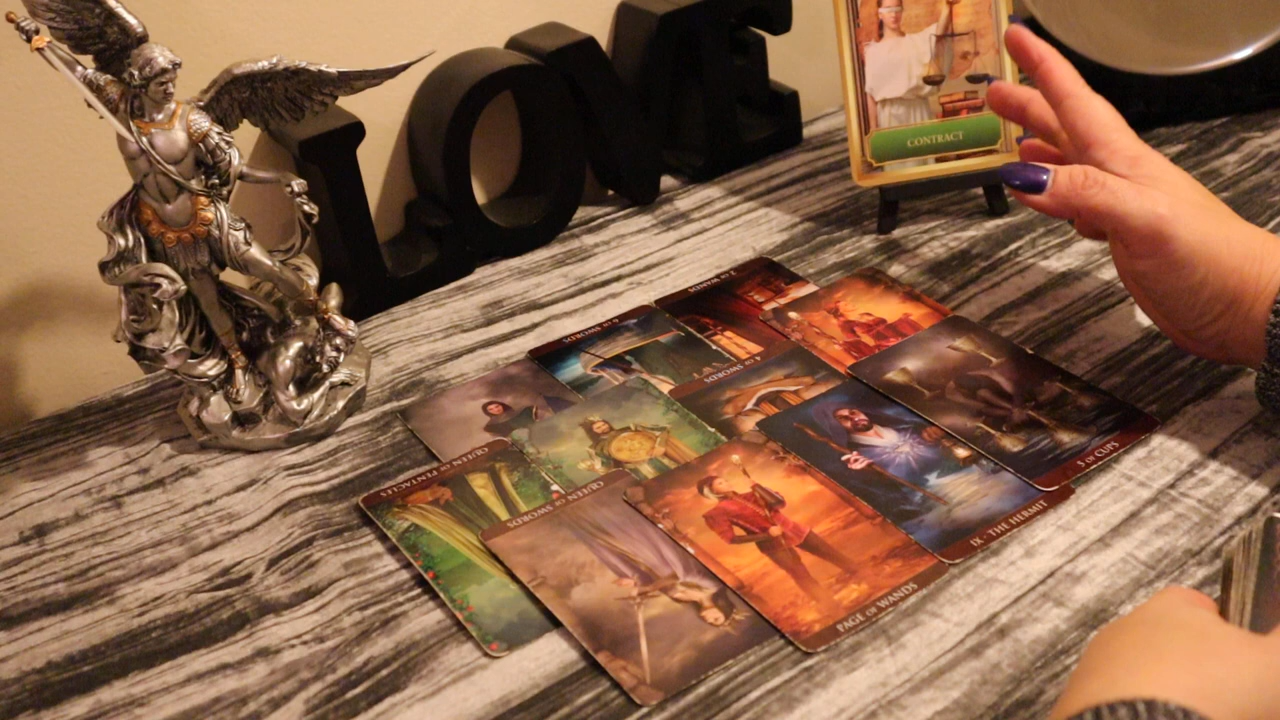 LOVE
CONTRACT
2 OF WANDS
6 OF SWORDS
4 OF SWORDS
5 OF CUPS
QUEEN OF PENTACLES
QUEEN OF SWORDS
IX - THE HERMIT
PAGE OF WANDS